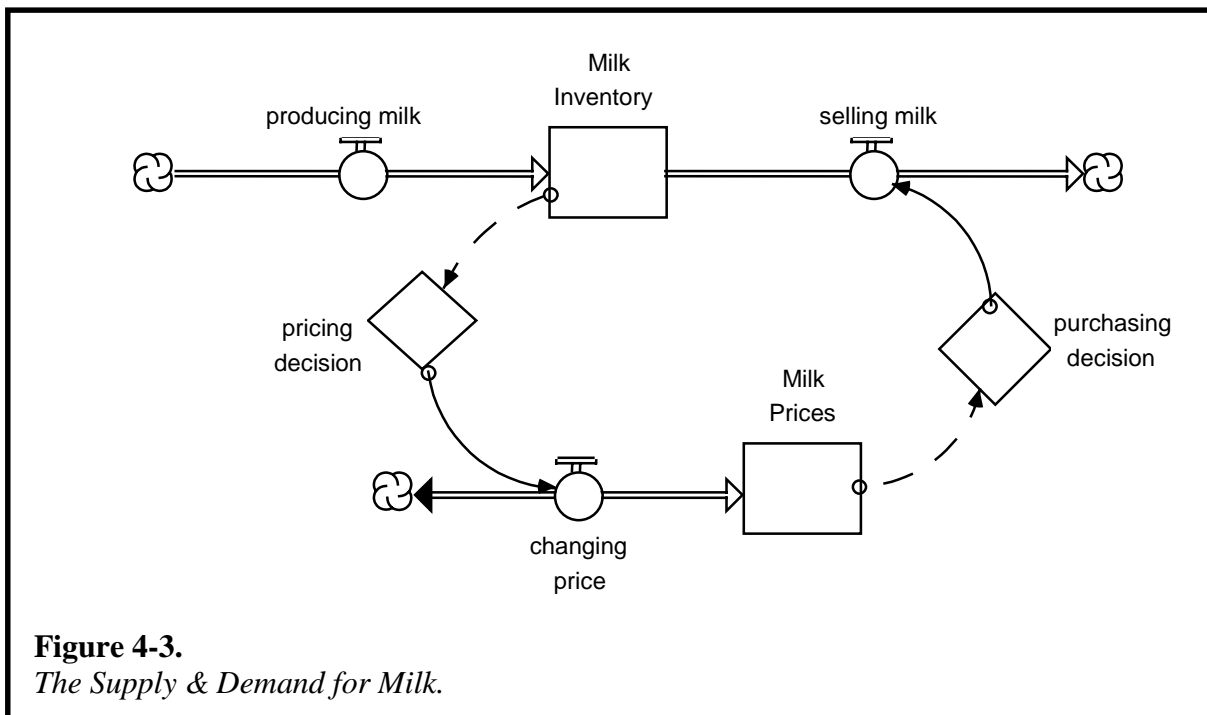 Milk
Inventory
producing milk
selling milk
pricing
decision
purchasing
decision
Milk
Prices
changing
price
Figure 4-3.
The Supply & Demand for Milk.